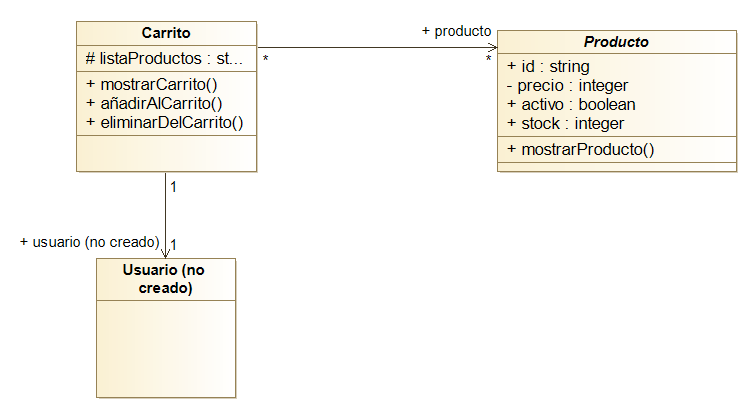 Carrito
# listaProductos : st...
+ mostrarCarrito()
+ añadirAlCarrito()
+ eliminarDelCarrito()
+ producto
*
*
Producto
+ id : string
- precio : integer
+ activo : boolean
+ stock : integer
+ mostrarProducto()
1
+ usuario (no creado)
1
Usuario (no
creado)